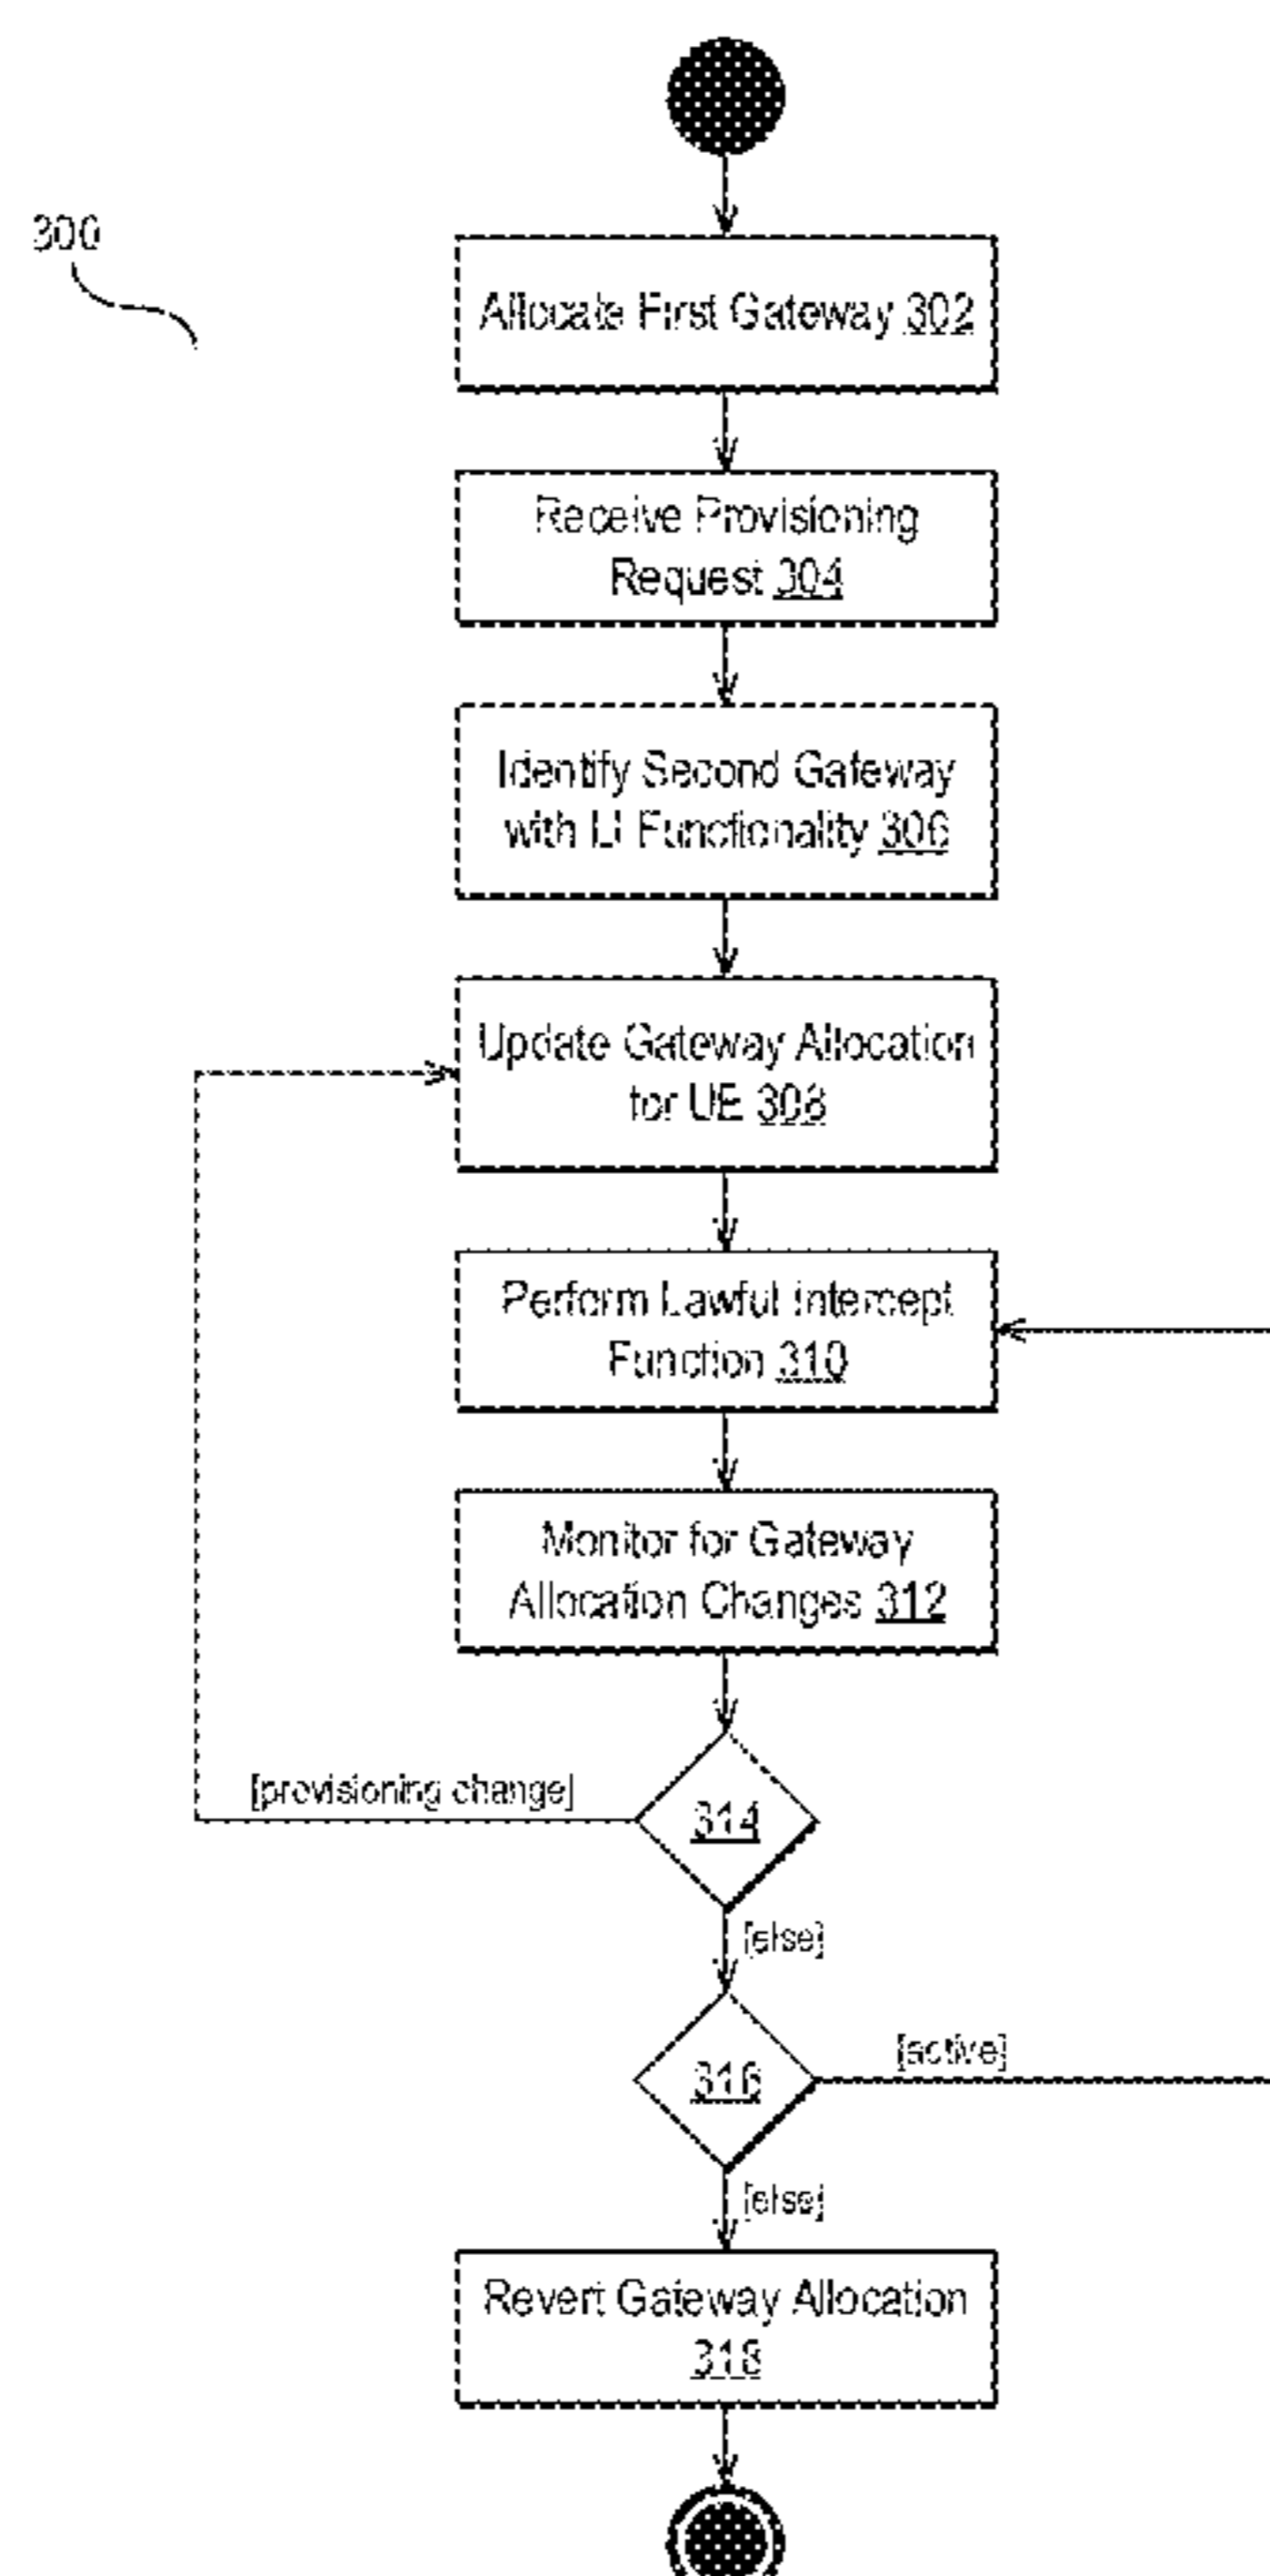 300
Allocate First Gateway 302
Receive Provisioning
Request 304
Identify Second Gateway
with LI Functionality 306
Update Gateway Allocation
for UE 308
Perform Lawful Intercept
Function 310
Monitor for Gateway
Allocation Changes 312
[provisioning change]
314
[else]
[active]
316
[else]
Revert Gateway Allocation
318